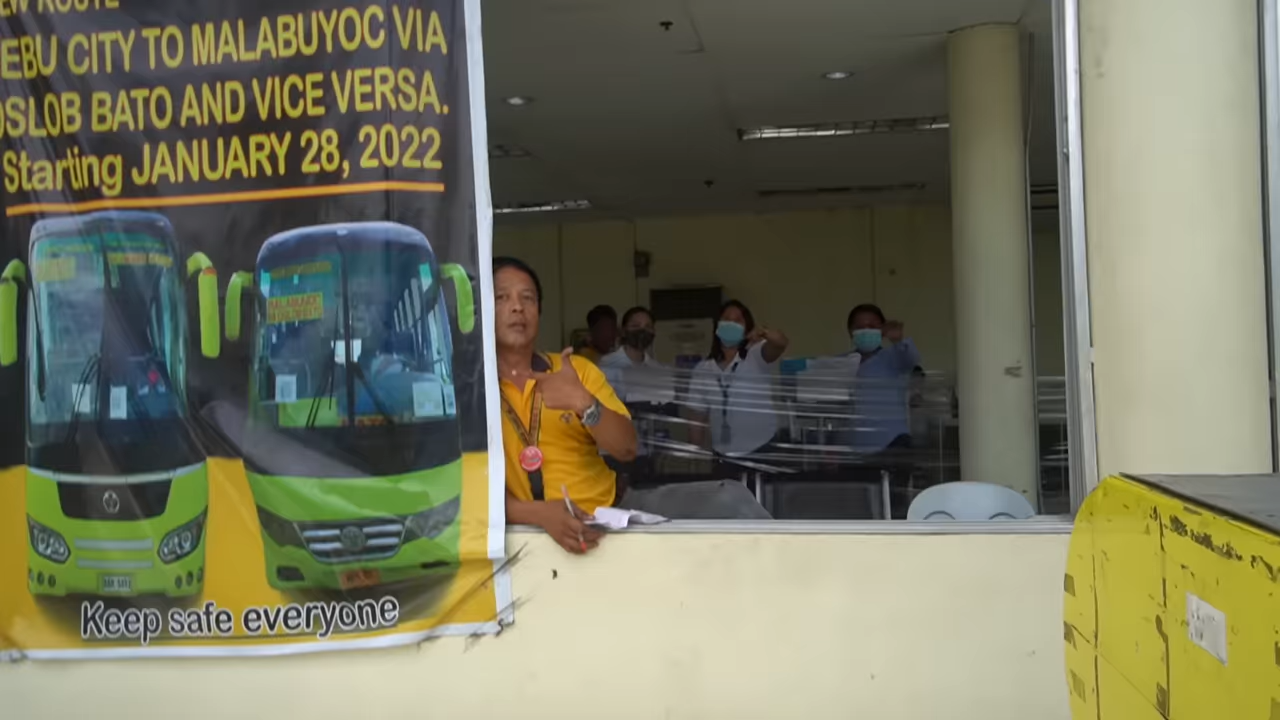 EW ROUTE
EBU CITY TO MALABUYOC VIA
OSLOB BATO AND VICE VERSA.
Starting JANUARY 28, 2022
Keep safe everyone